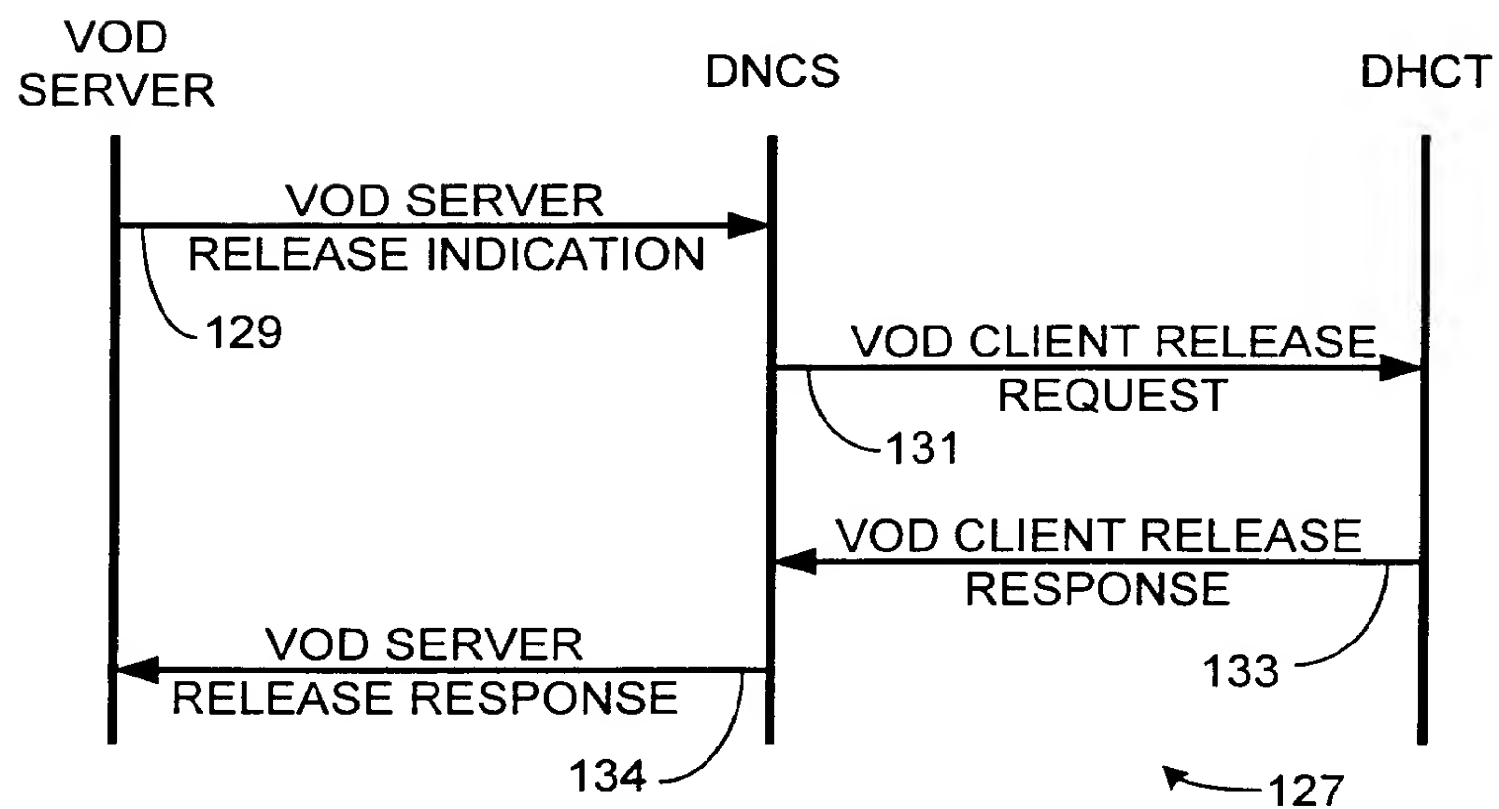 VOD
SERVER
DNCS
DHCT
VOD SERVER
RELEASE INDICATION
129
VOD CLIENT RELEASE
REQUEST
131
VOD CLIENT RELEASE
RESPONSE
133
VOD SERVER
RELEASE RESPONSE
134
127